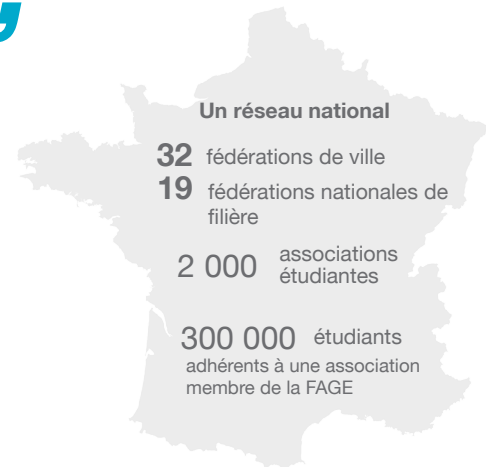 Un réseau national
32 fédérations de ville
19 fédérations nationales de
filière
2 000 associations
étudiantes
300 000 étudiants
adhérents à une association
membre de la FAGE